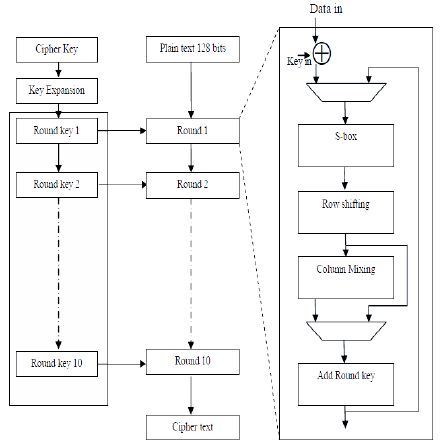 Data in
Cipher Key
Plain text 128 bits
Key in
Key Expansion
Round key 1
Round 1
S-box
Round key 2
Round 2
Row shifting
Column Mixing
Round key 10
Round 10
Add Round key
Cipher text